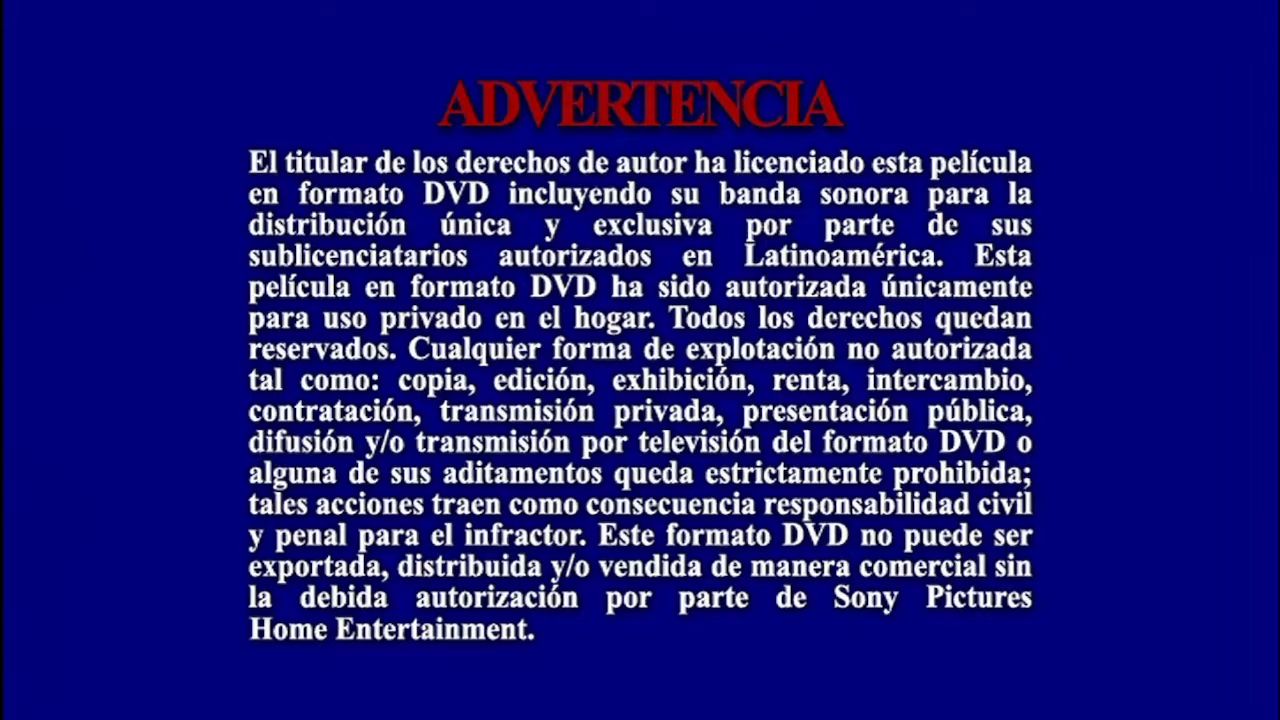 ADVERTENCIA
El titular de los derechos de autor ha licenciado esta película
en formato DVD incluyendo su banda sonora para la
distribución única y exclusiva por parte de sus
sublicenciatarios autorizados en Latinoamérica. Esta
película en formato DVD ha sido autorizada únicamente
para uso privado en el hogar. Todos los derechos quedan
reservados. Cualquier forma de explotación no autorizada
tal como: copia, edición, exhibición, renta, intercambio,
contratación, transmisión privada, presentación pública,
difusión y/o transmisión por televisión del formato DVD o
alguna de sus aditamentos queda estrictamente prohibida;
tales acciones traen como consecuencia responsabilidad civil
y penal para el infractor. Este formato DVD no puede ser
exportada, distribuida y/o vendida de manera comercial sin
la debida autorización por parte de Sony Pictures
Home Entertainment.